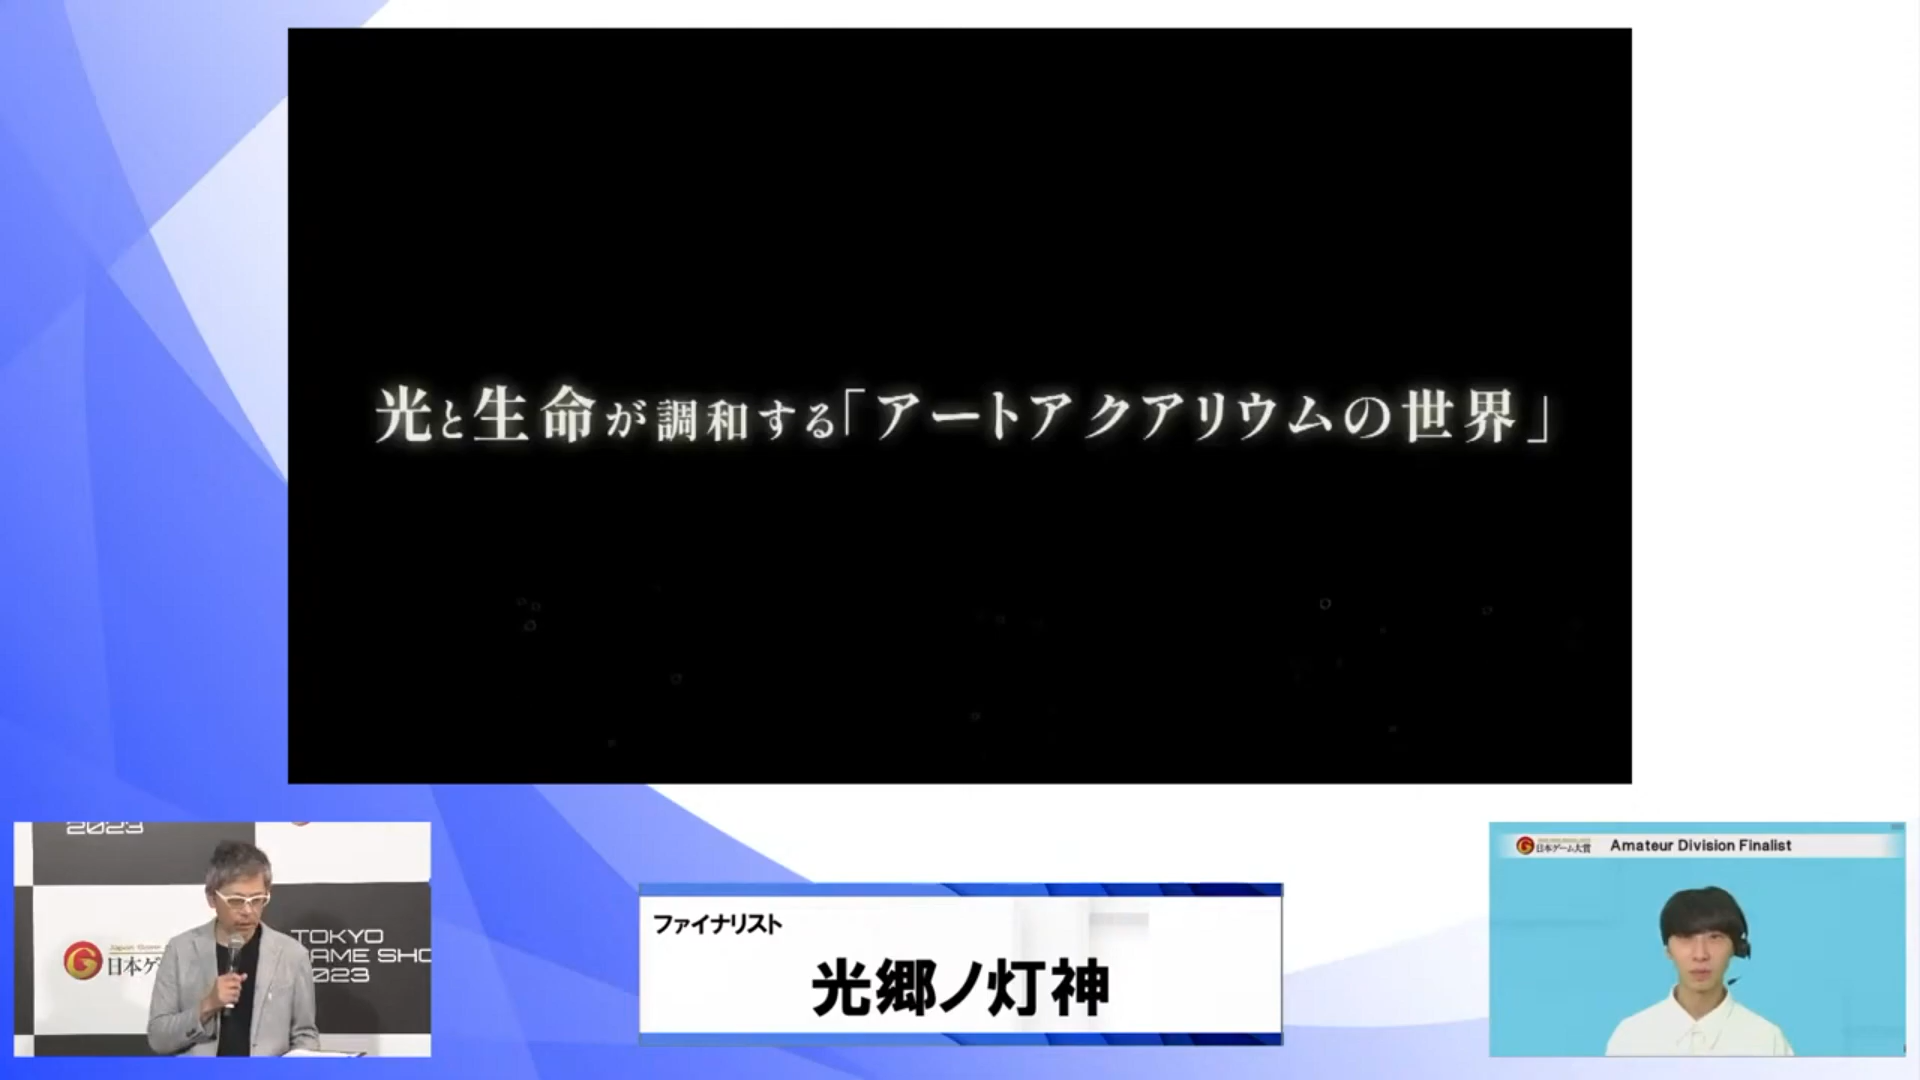 光と生命が調和する「アートアクアリウムの世界」
2023
日本ゲ
TOKYO
GAME SHO
2023
ファイナリスト
光郷ノ灯神
日本ゲーム大賞
Amateur Division Finalist